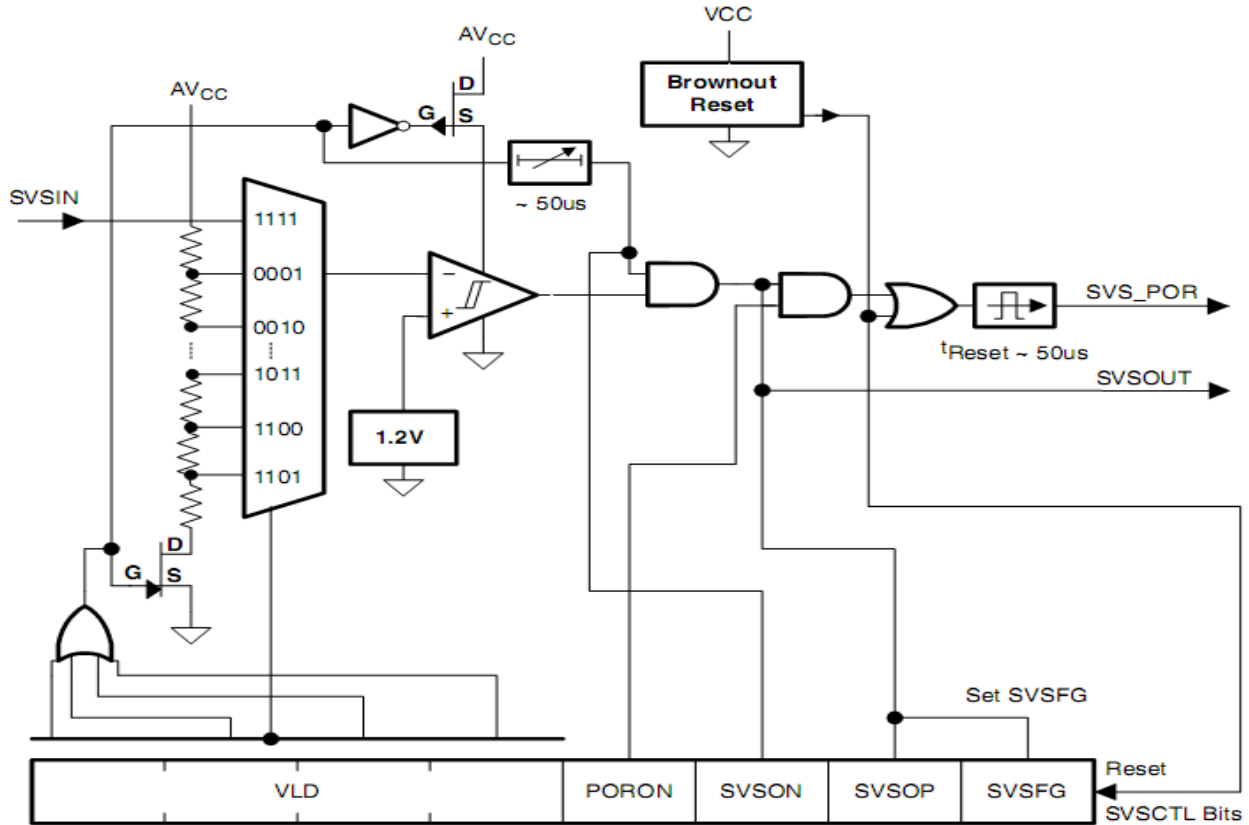 VCC
AVCC
Brownout
Reset
D
AVCC
G S
~ 50us
SVSIN
1111
0001
−
SVS_POR
0010
+
tReset ~ 50us
1011
SVSOUT
1100
1.2V
1101
D
G S
Set SVSFG
Reset
VLD PORON SVSON SVSOP SVSFG
SVSCTL Bits